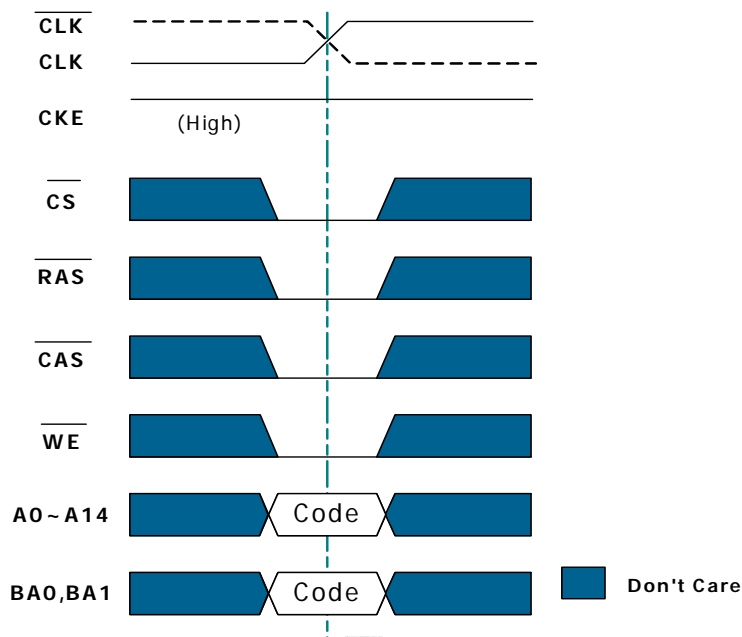 CLK
CLK
CKE
(High)
CS
RAS
CAS
WE
A0~A14
Code
BA0,BA1
Code
Don't Care